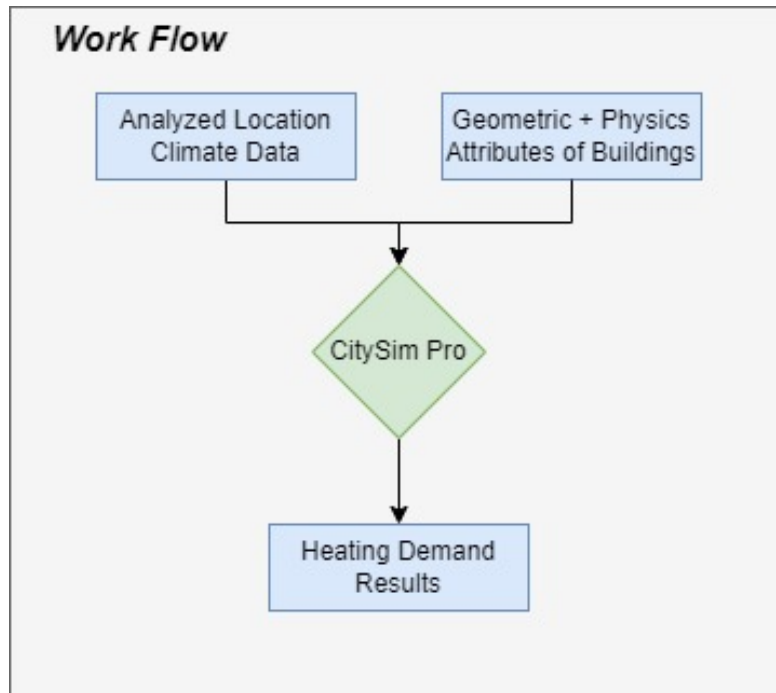 Work Flow
Analyzed Location
Climate Data
Geometric + Physics
Attributes of Buildings
CitySim Pro
Heating Demand
Results